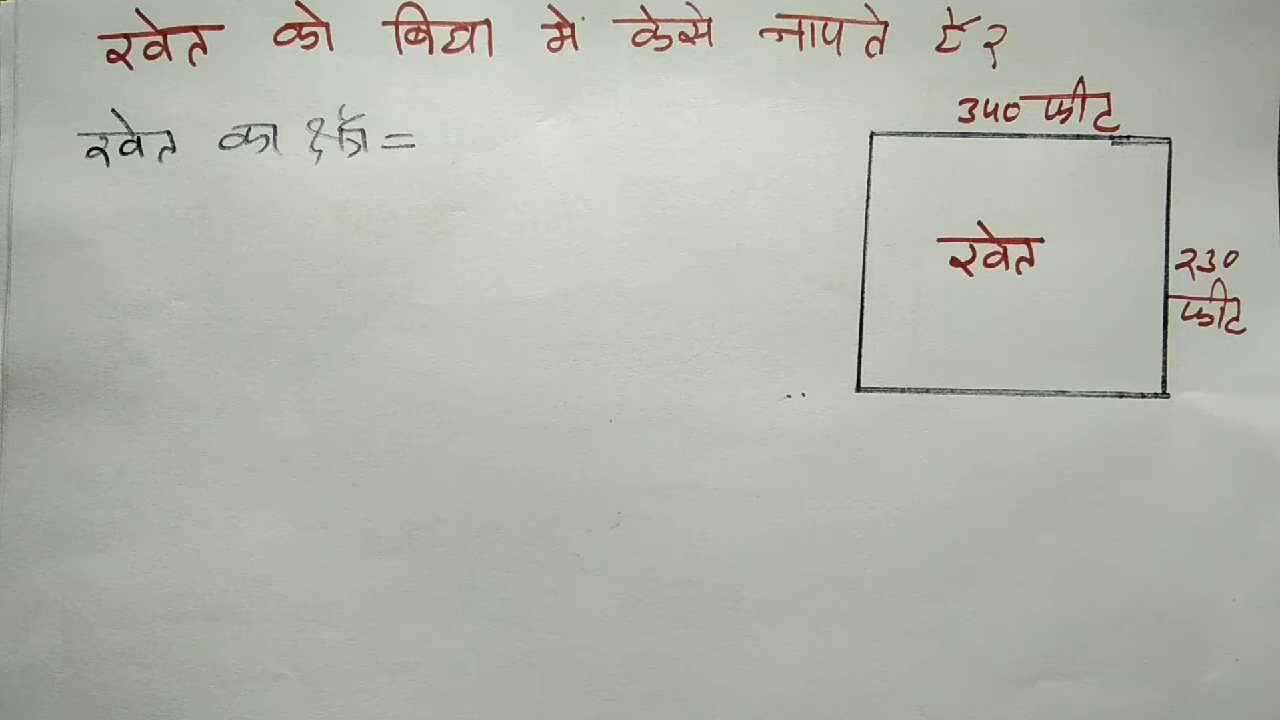 खेत को बिघा में केसे नापते है?
खेत का क्षेत्र =
340 फीट
खेत
230
फीट